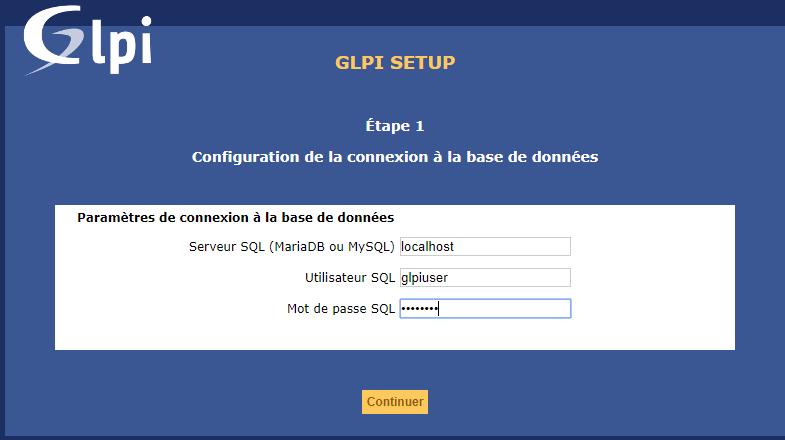 Glpi
GLPI SETUP
Étape 1
Configuration de la connexion à la base de données
Paramètres de connexion à la base de données
Serveur SQL (MariaDB ou MySQL) localhost
Utilisateur SQL glpiuser
Mot de passe SQL ••••••••
Continuer